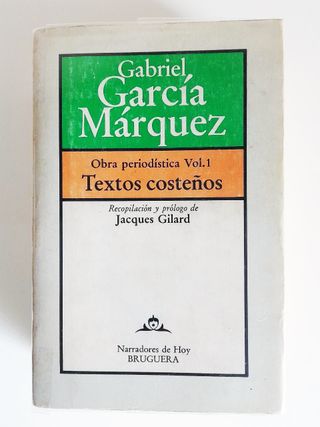 Gabriel
García
Márquez
Obra periodística Vol.1
Textos costeños
Recopilación y prólogo de
Jacques Gilard
Narradores de Hoy
BRUGUERA